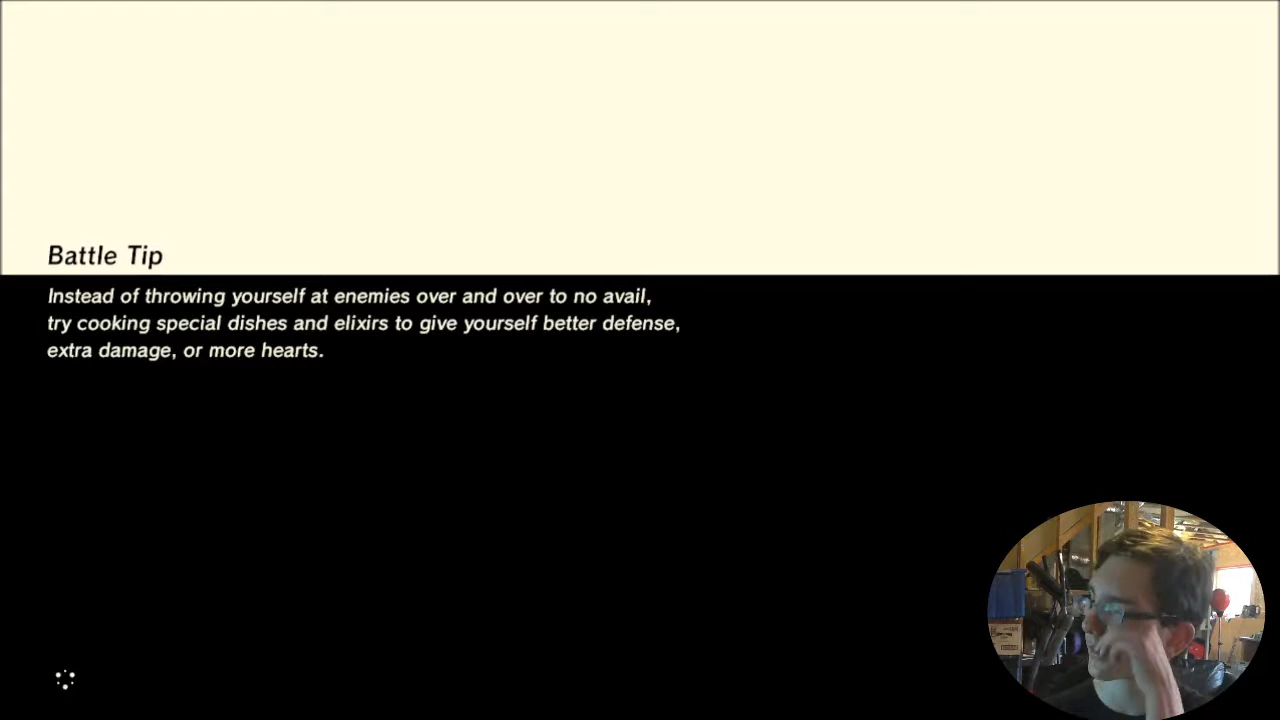 Battle Tip
Instead of throwing yourself at enemies over and over to no avail,
try cooking special dishes and elixirs to give yourself better defense,
extra damage, or more hearts.